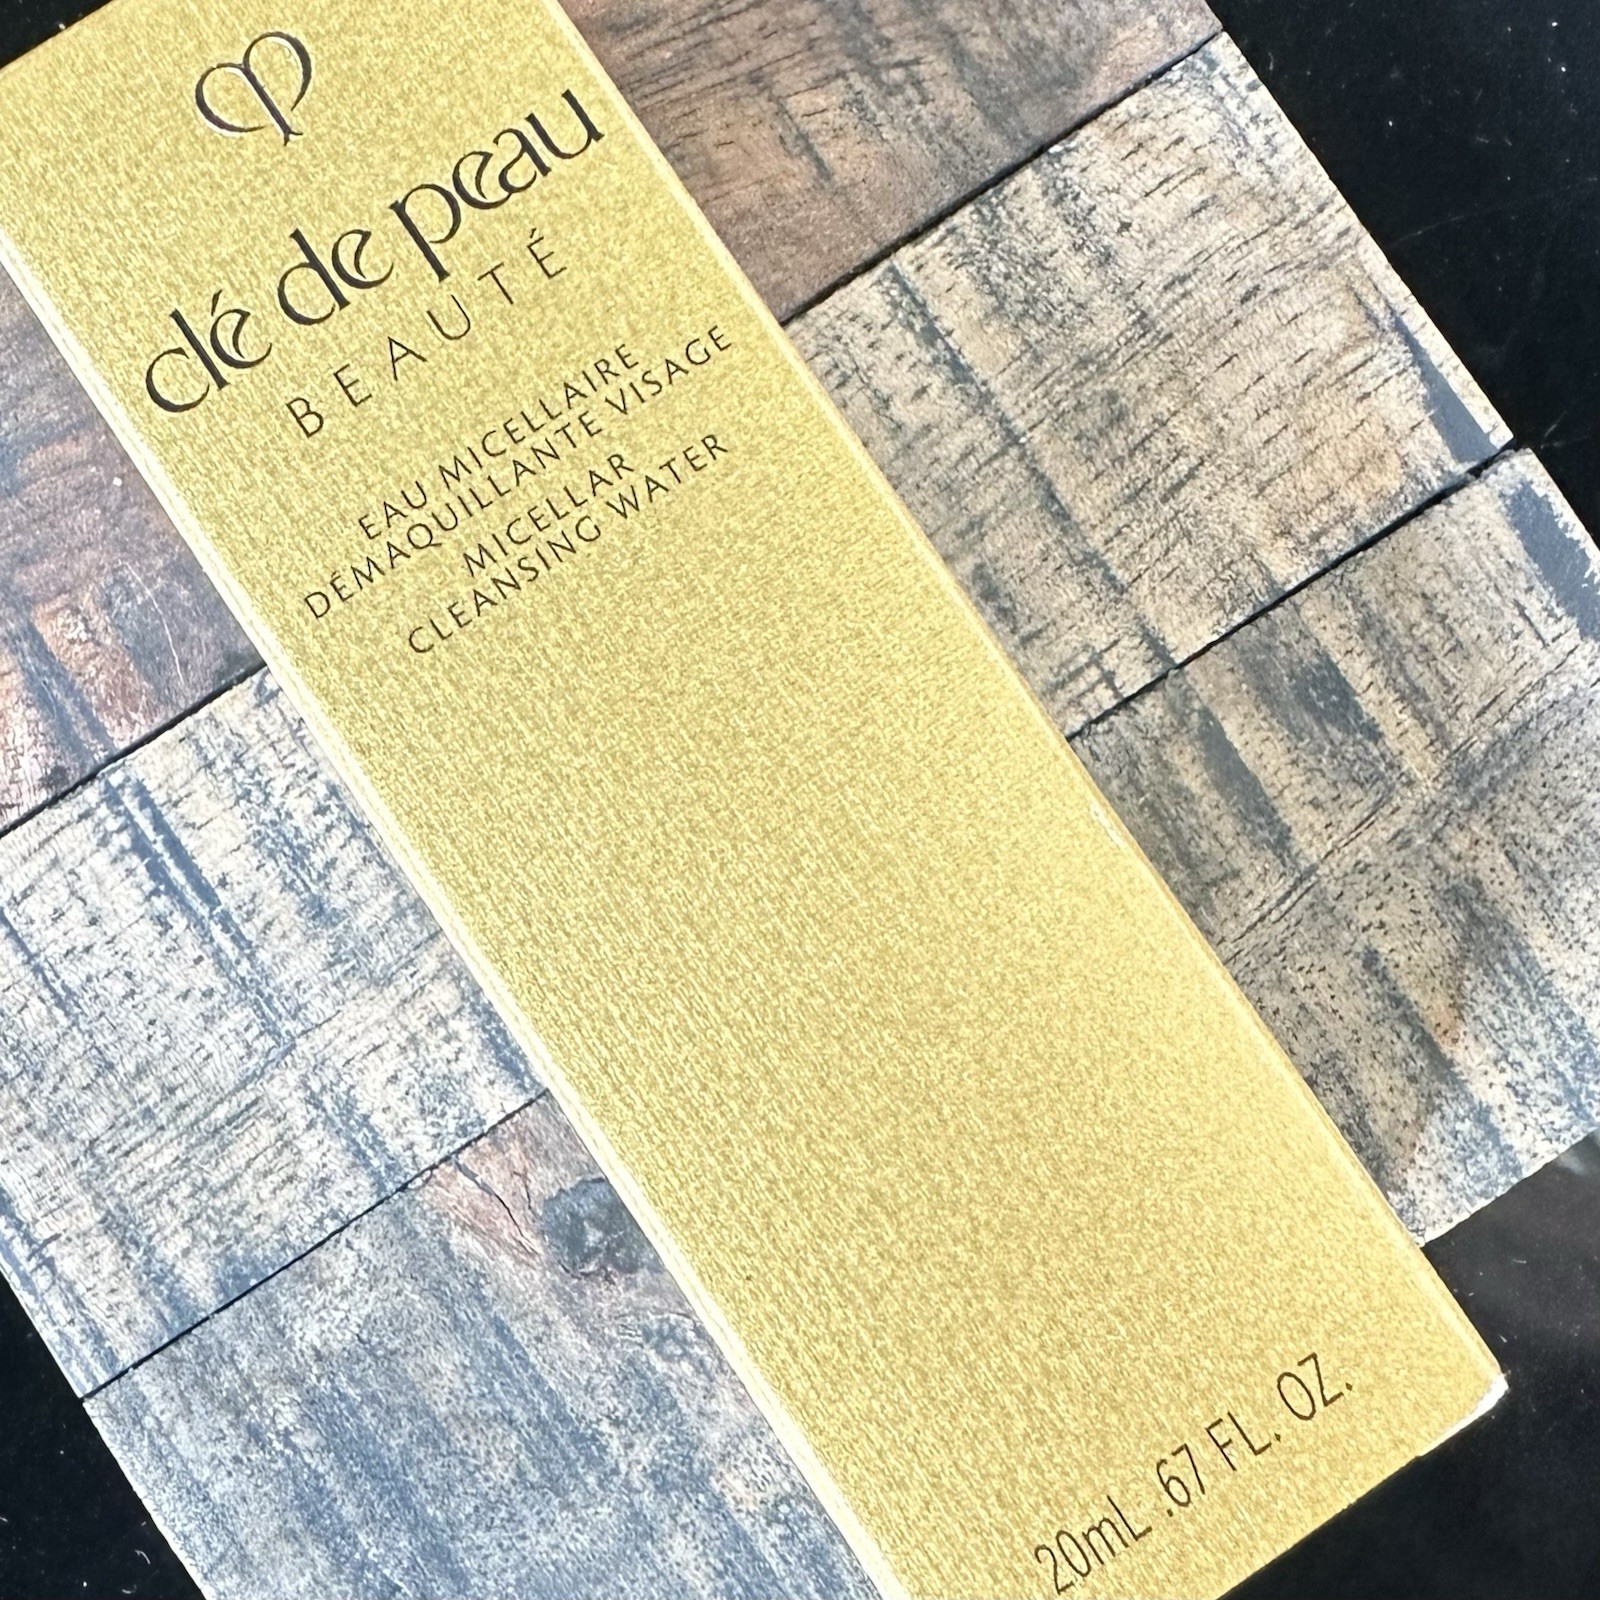 clé de peau
BEAUTÉ
EAU MICELLAIRE
DÉMAQUILLANTE VISAGE
MICELLAR
CLEANSING WATER
20mL .67 FL. OZ.